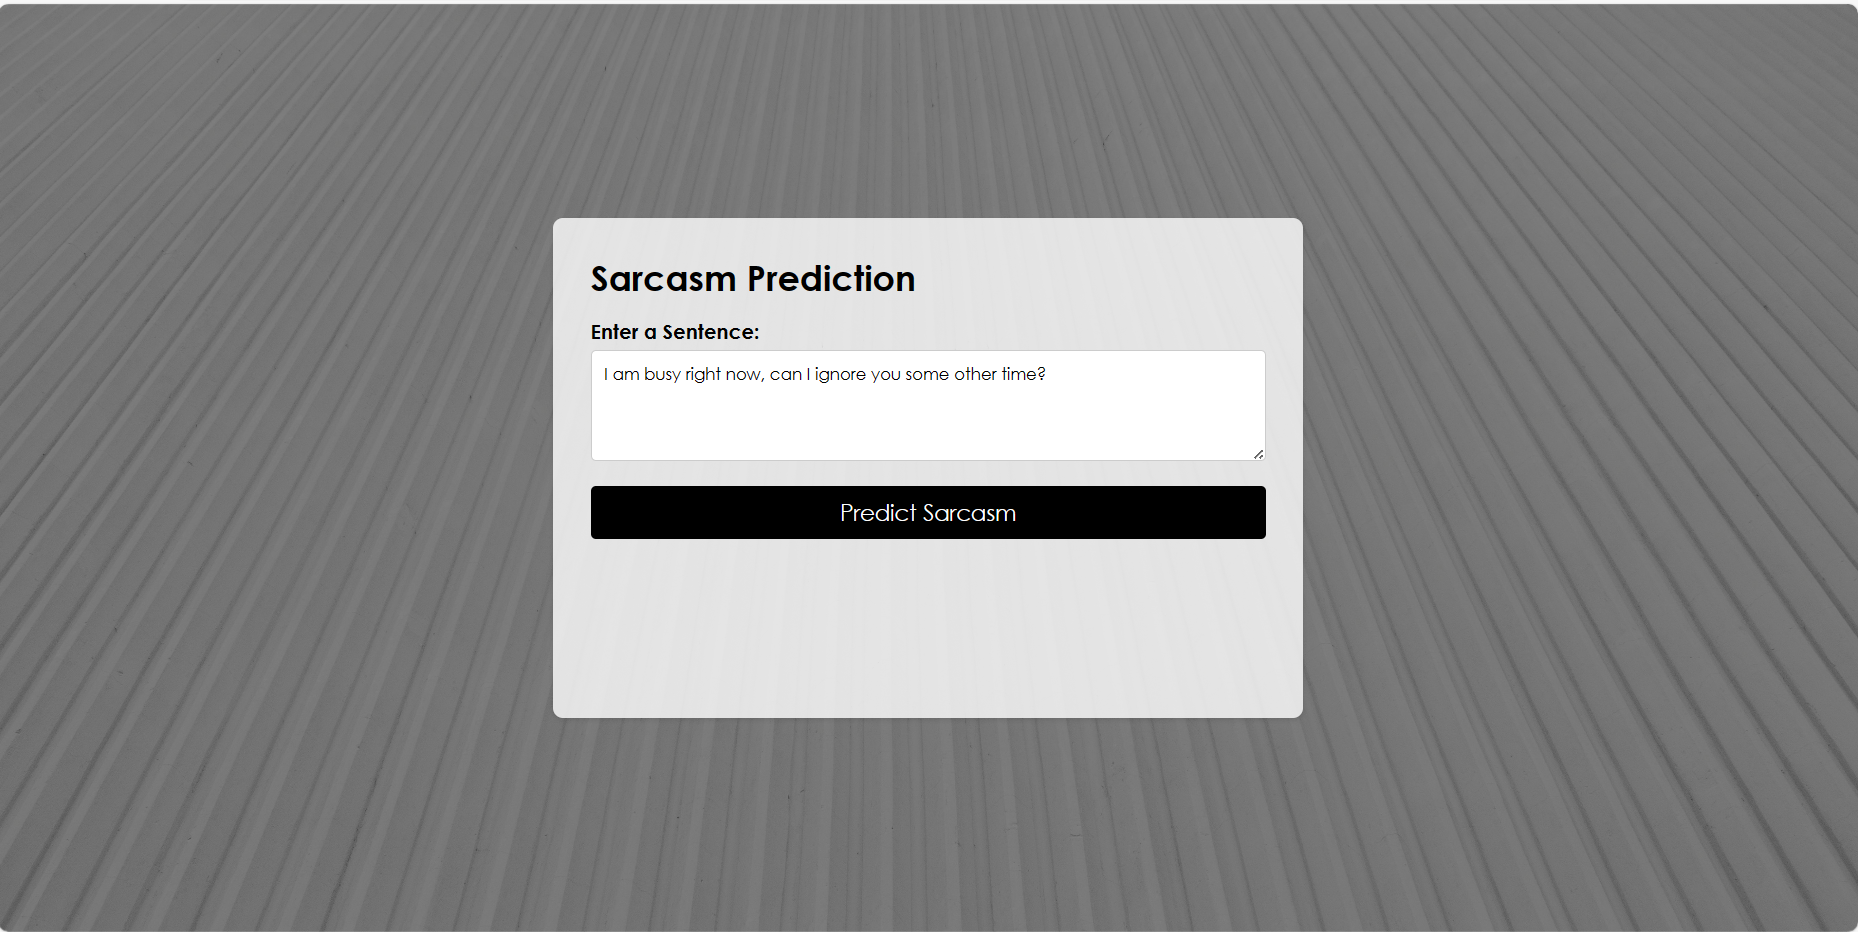 Sarcasm Prediction
Enter a Sentence:
I am busy right now, can I ignore you some other time?
Predict Sarcasm